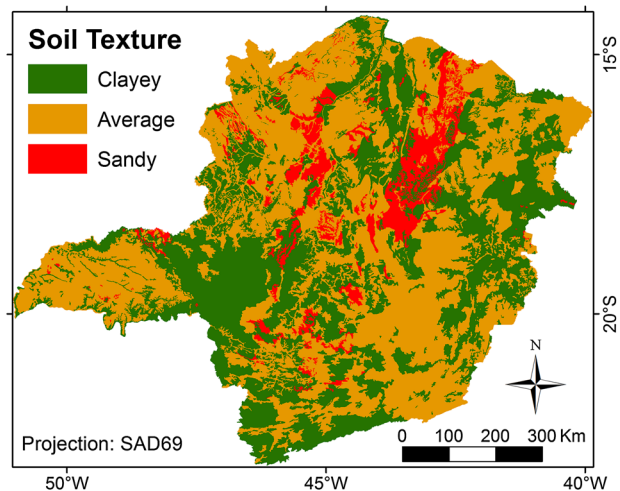 Soil Texture
Clayey
Average
Sandy
15°S
20°S
N
0 100 200 300 Km
Projection: SAD69
50°W 45°W 40°W